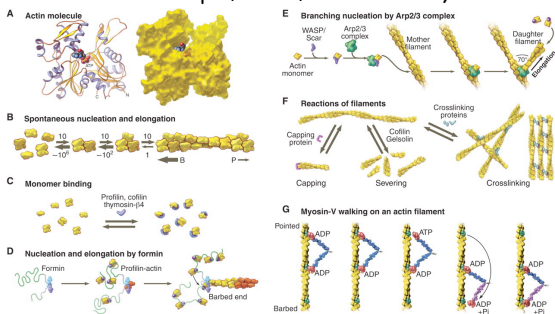 A
Actin molecule
ATP
C
N
B Spontaneous nucleation and elongation
10 10 10
~10⁶ ~10² 1
B P
C
Monomer binding
Profilin, cofilin
thymosin-β4
D Nucleation and elongation by formin
Formin
Profilin-actin
Barbed end
E Branching nucleation by Arp2/3 complex
WASP/
Scar
Arp2/3
complex
Actin
monomer
Mother
filament
Daughter
filament
70°
Elongation
F Reactions of filaments
Capping
protein
Cofilin
Gelsolin
Crosslinking
proteins
Capping Severing Crosslinking
G Myosin-V walking on an actin filament
Pointed
ADP ADP ATP
ADP ADP ADP ADP ADP
ADP
+Pi
ADP
+Pi
Barbed